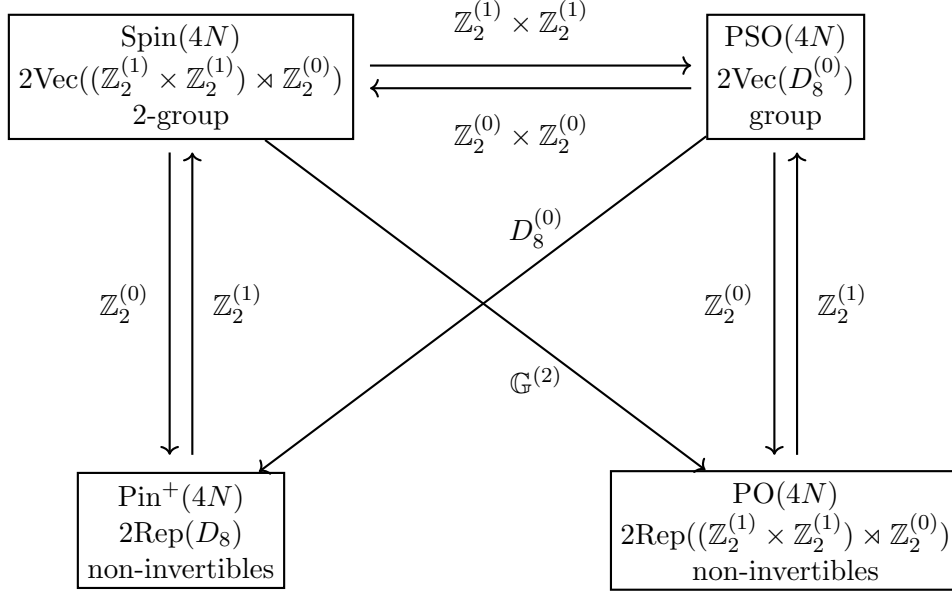 Spin(4N)
2Vec((ℤ₂⁽¹⁾ × ℤ₂⁽¹⁾) ⋊ ℤ₂⁽⁰⁾)
2-group
ℤ₂⁽¹⁾ × ℤ₂⁽¹⁾
ℤ₂⁽⁰⁾ × ℤ₂⁽⁰⁾
PSO(4N)
2Vec(D₈⁽⁰⁾)
group
ℤ₂⁽⁰⁾
ℤ₂⁽¹⁾
D₈⁽⁰⁾
𝔾⁽²⁾
ℤ₂⁽⁰⁾
ℤ₂⁽¹⁾
Pin⁺(4N)
2Rep(D₈)
non-invertibles
PO(4N)
2Rep((ℤ₂⁽¹⁾ × ℤ₂⁽¹⁾) ⋊ ℤ₂⁽⁰⁾)
non-invertibles